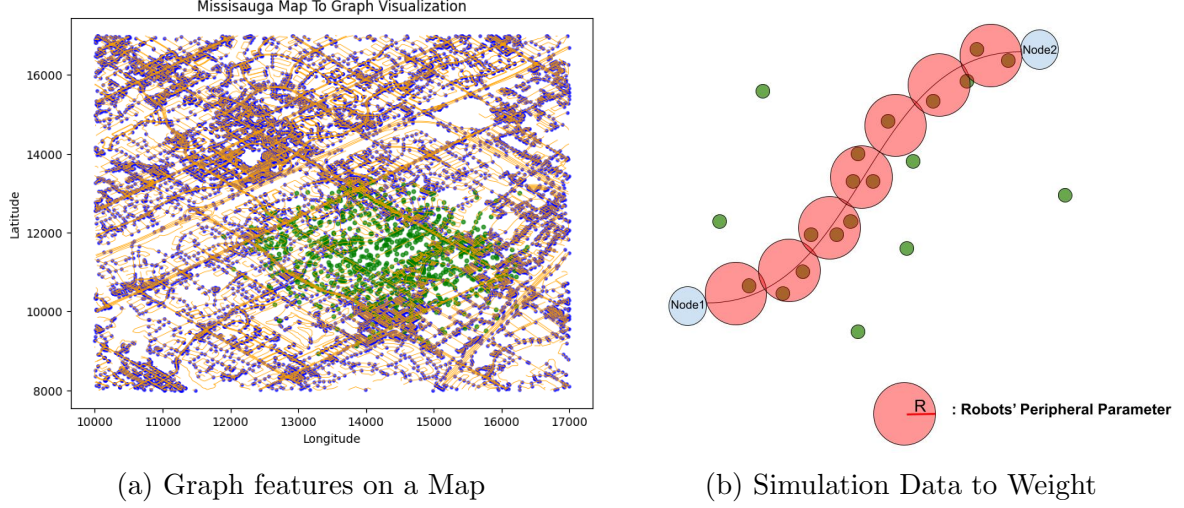 Missisauga Map To Graph Visualization
16000
14000
12000
10000
8000
Latitude
10000 11000 12000 13000 14000 15000 16000 17000
Longitude
(a) Graph features on a Map
Node2
Node1
R
: Robots' Peripheral Parameter
(b) Simulation Data to Weight